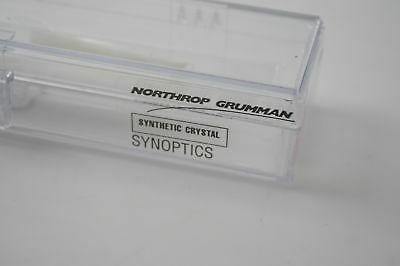 NORTHROP GRUMMAN
SYNTHETIC CRYSTAL
SYNOPTICS